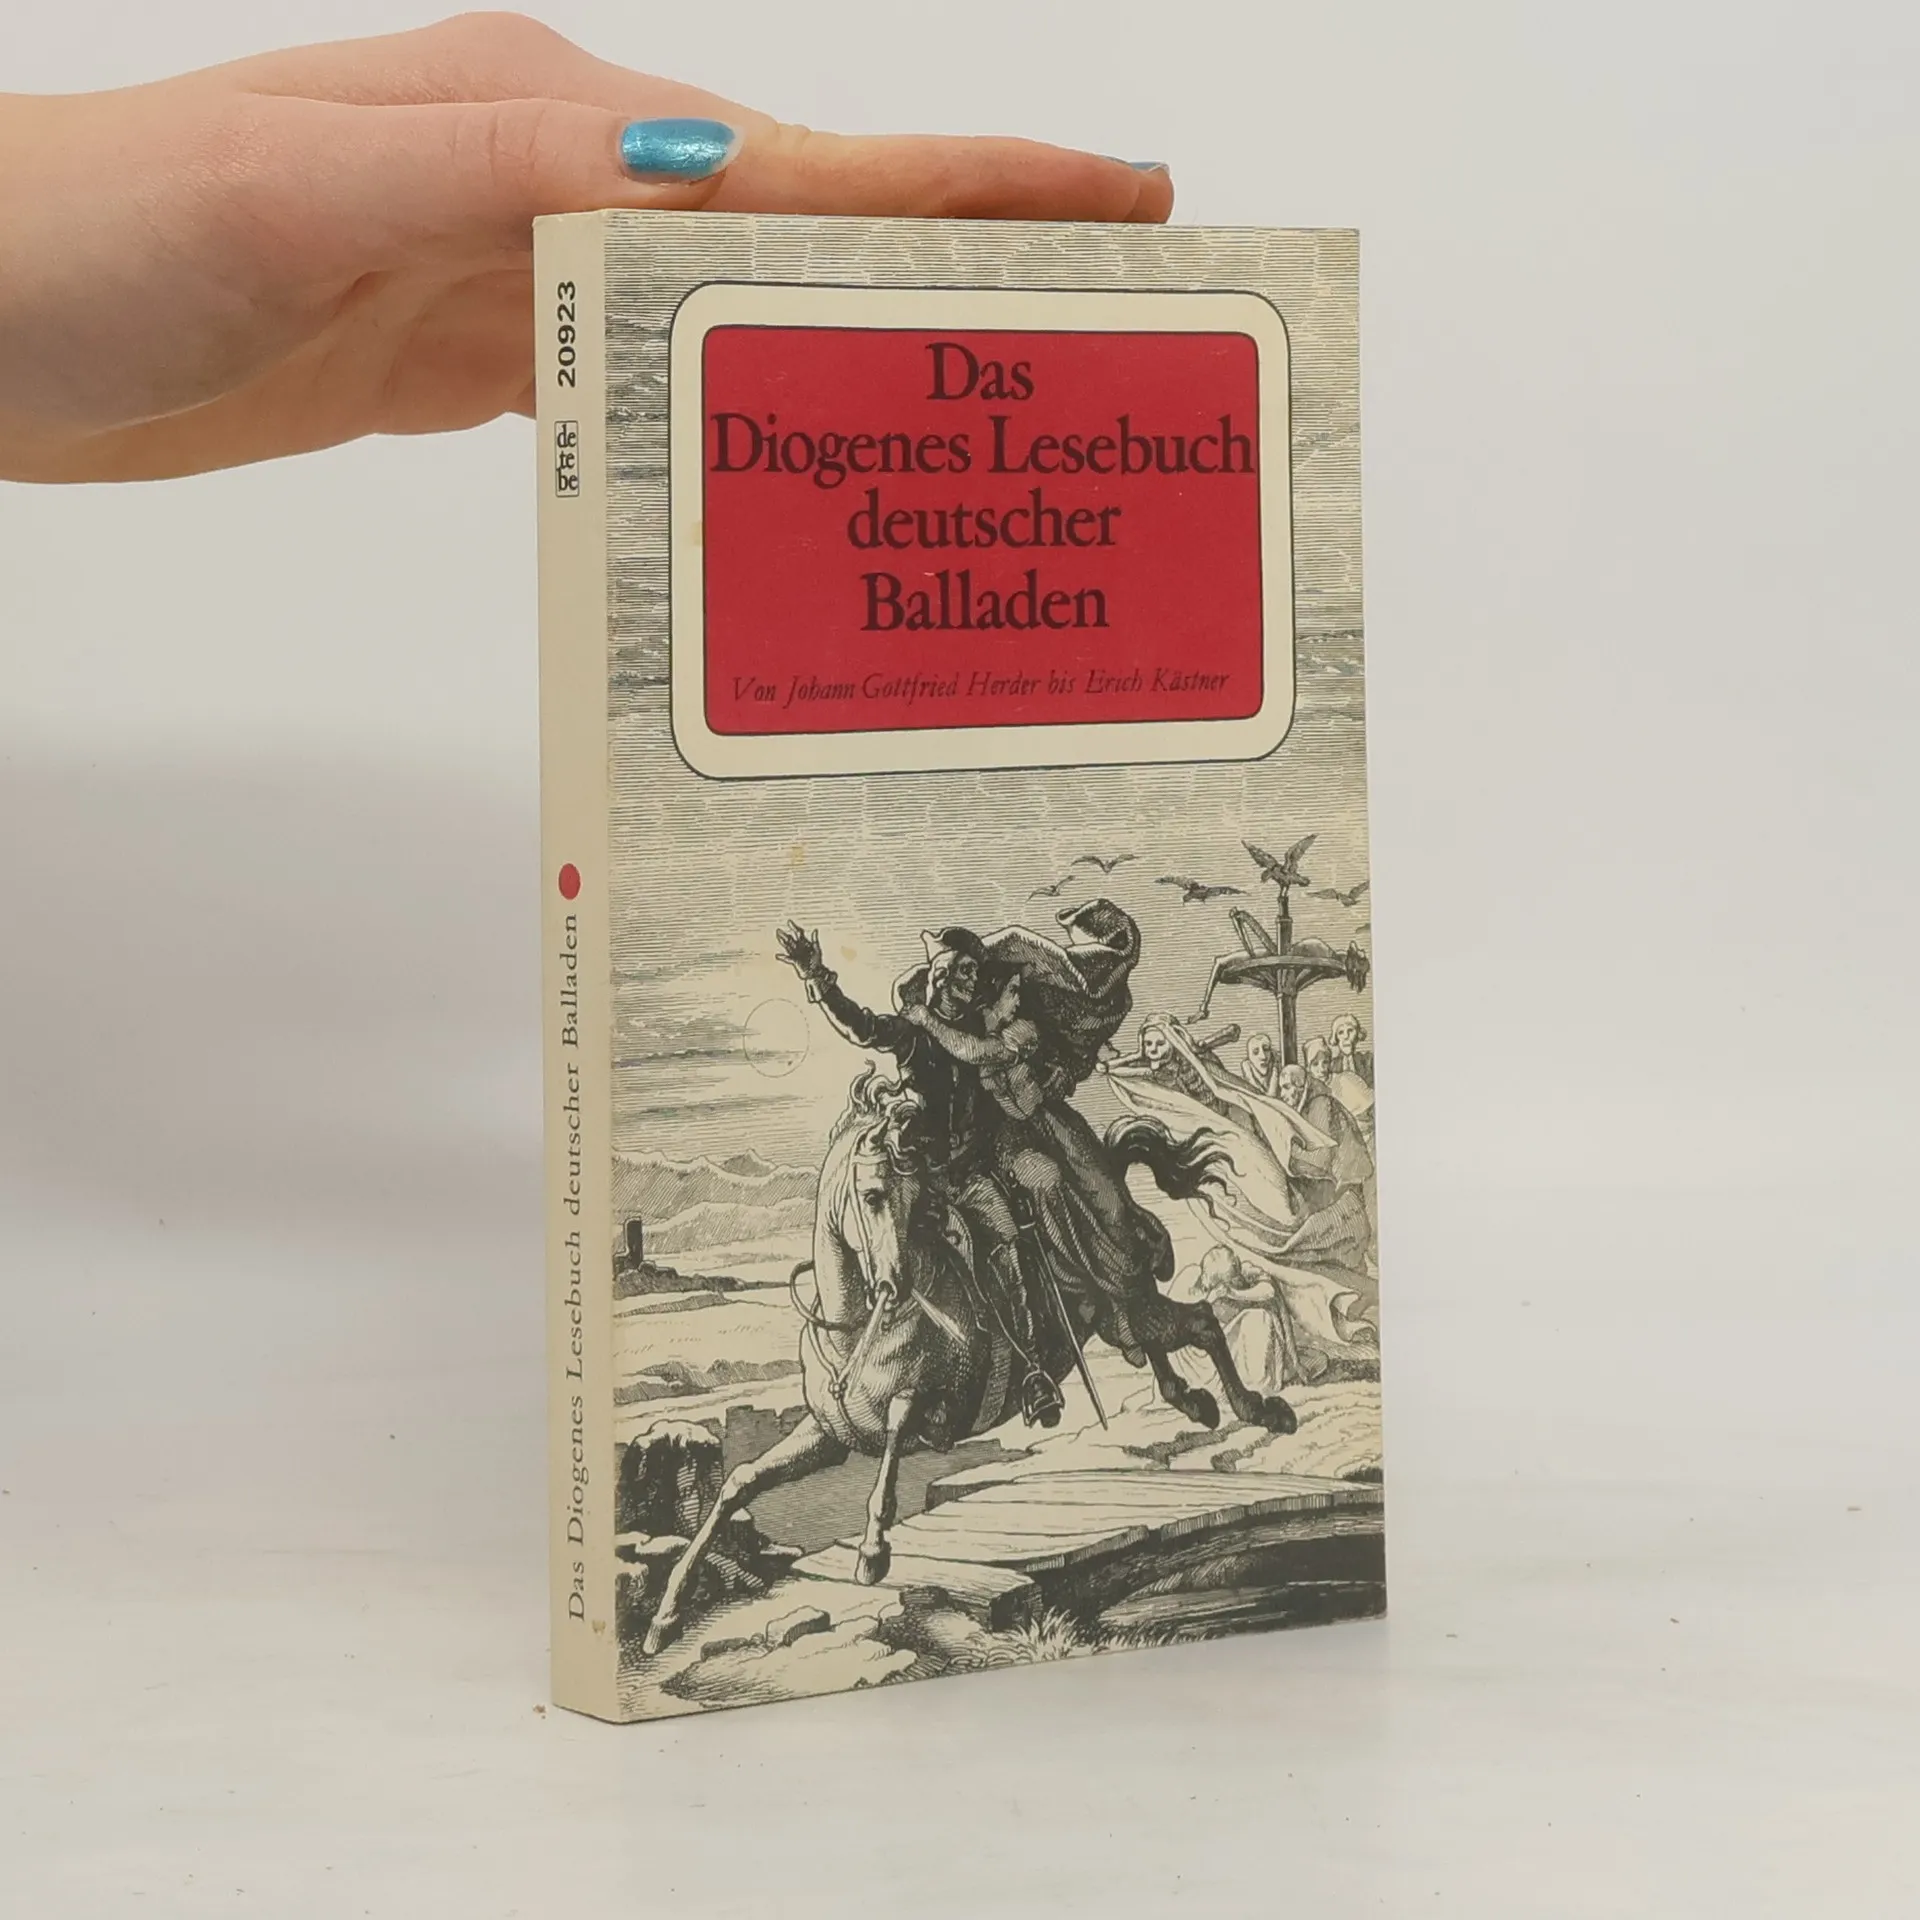 20923
de
te
be
Das Diogenes Lesebuch deutscher Balladen
Das
Diogenes Lesebuch
deutscher
Balladen
Von Johann Gottfried Herder bis Erich Kästner